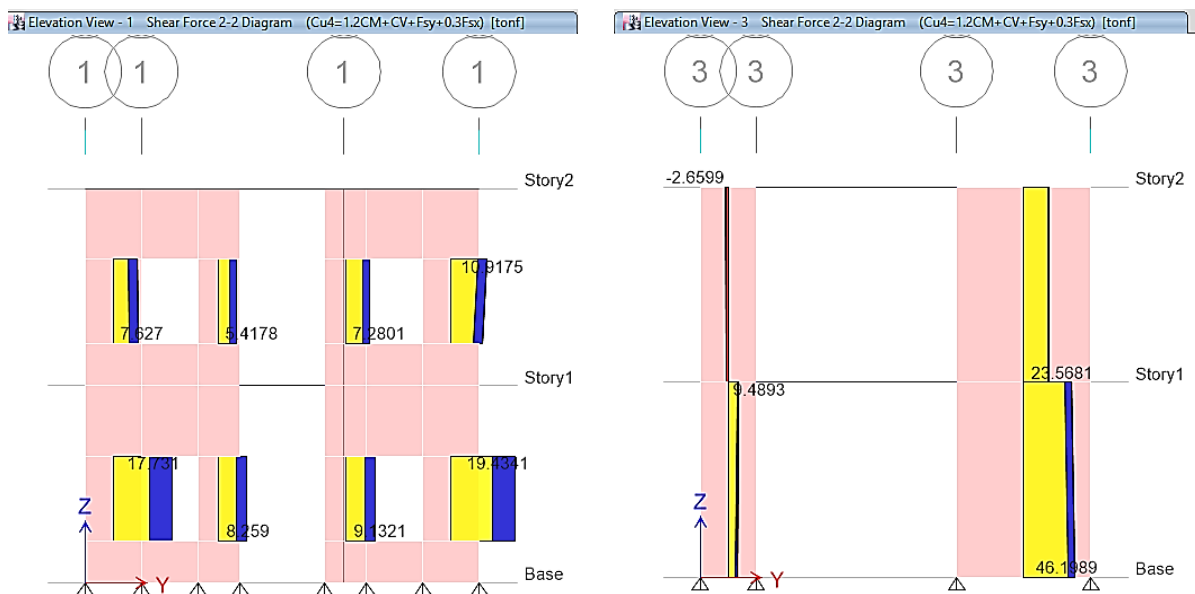 Elevation View - 1 Shear Force 2-2 Diagram (Cu4=1.2CM+CV+Fsy+0.3Fsx) [tonf]
1 1 1 1
Story2
10.9175
7.627 5.4178 7.2801
Story1
17.731 19.4341
Z
8.259 9.1321
Base
Y
Elevation View - 3 Shear Force 2-2 Diagram (Cu4=1.2CM+CV+Fsy+0.3Fsx) [tonf]
3 3 3 3
-2.6599 Story2
23.5681 Story1
9.4893
Z
46.1989 Base
Y